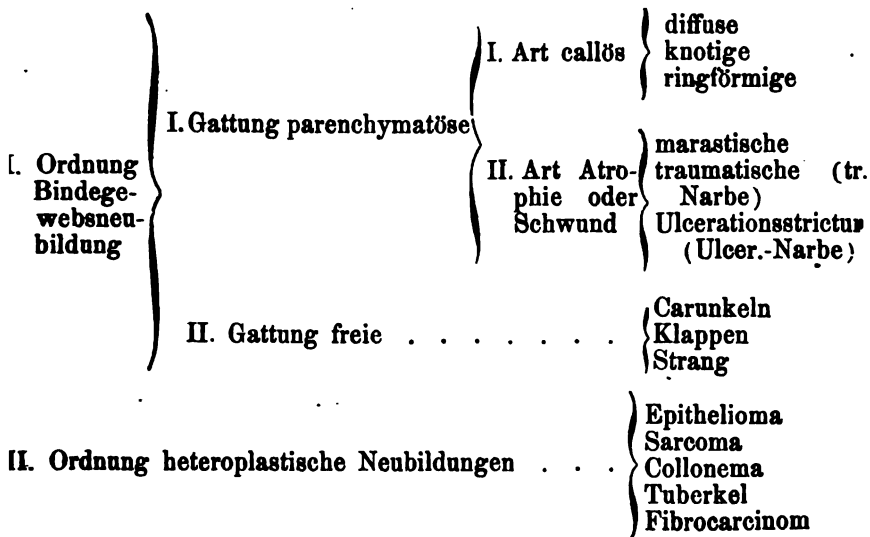 diffuse
I. Art callös knotige
ringförmige
I. Gattung parenchymatöse
marastische
I. Ordnung II. Art Atro- traumatische (tr.
Bindege- phie oder Narbe)
websneu- Schwund Ulcerationsstrictur
bildung (Ulcer.-Narbe)
Carunkeln
II. Gattung freie . . . . . . . Klappen
Strang
Epithelioma
Sarcoma
II. Ordnung heteroplastische Neubildungen . . . Collonema
Tuberkel
Fibrocarcinom